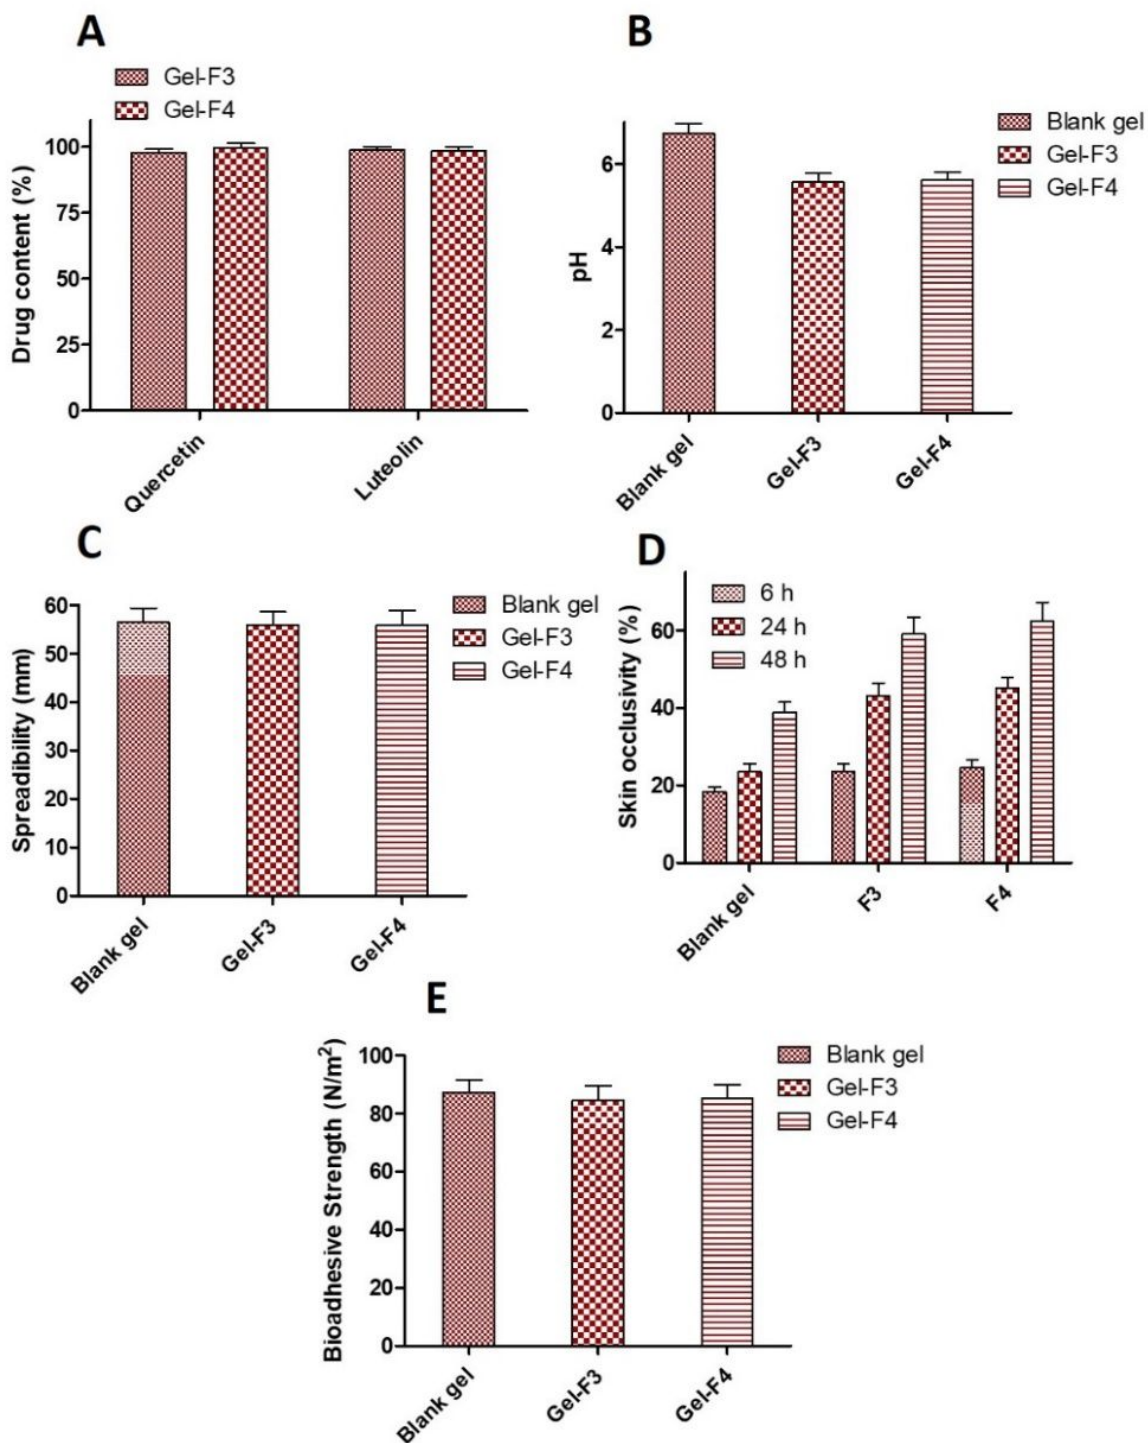 A
Gel-F3
Gel-F4
Drug content (%)
100
75
50
25
0
Quercetin
Luteolin
B
Blank gel
Gel-F3
Gel-F4
pH
6
4
2
0
Blank gel
Gel-F3
Gel-F4
C
Blank gel
Gel-F3
Gel-F4
Spreadibility (mm)
60
50
40
30
20
10
0
Blank gel
Gel-F3
Gel-F4
D
6 h
24 h
48 h
Skin occlusivity (%)
60
40
20
0
Blank gel
F3
F4
E
Blank gel
Gel-F3
Gel-F4
Bioadhesive Strength (N/m²)
100
80
60
40
20
0
Blank gel
Gel-F3
Gel-F4